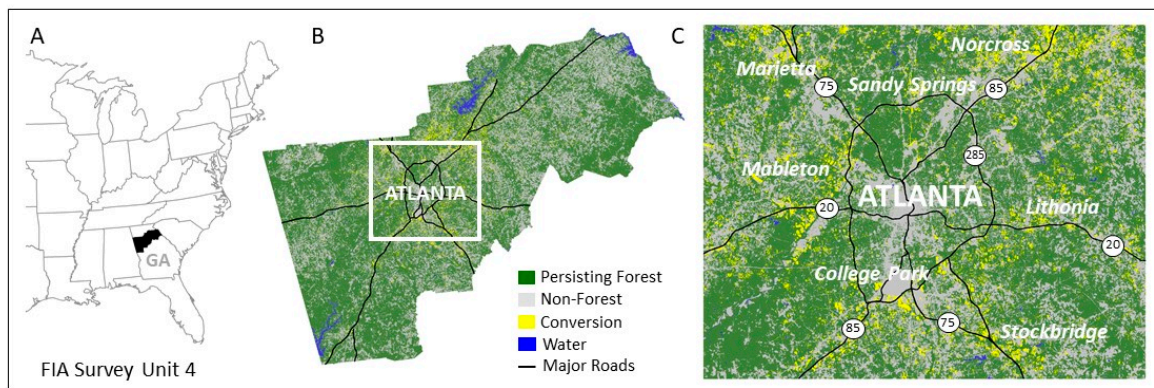 A
GA
FIA Survey Unit 4
B
ATLANTA
Persisting Forest
Non-Forest
Conversion
Water
Major Roads
C
Norcross
Marietta
75
Sandy Springs
85
285
Mableton
ATLANTA
20
Lithonia
20
College Park
85
75
Stockbridge